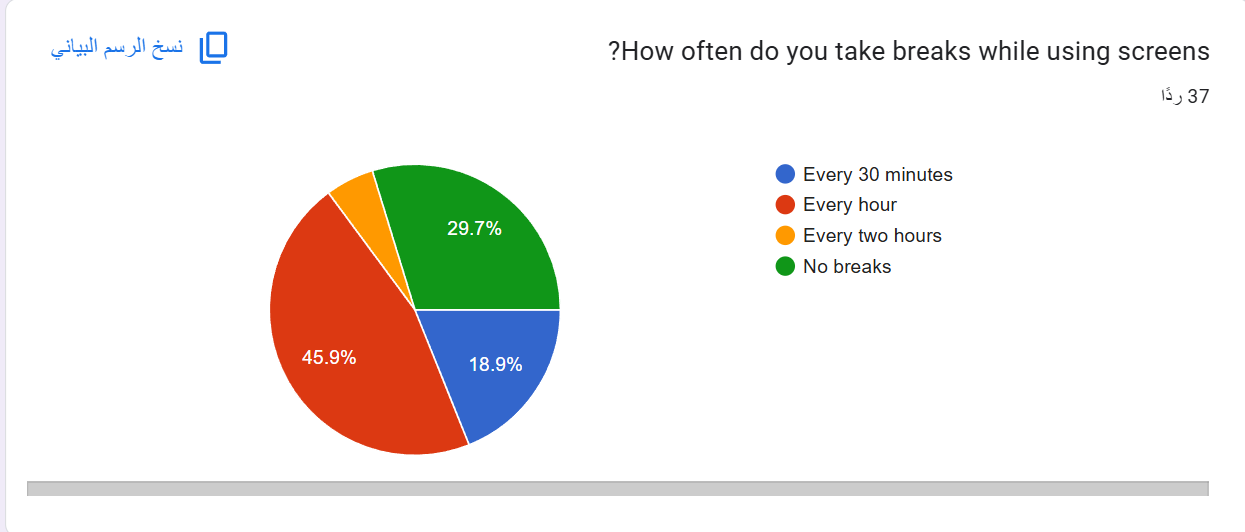 ?How often do you take breaks while using screens
نسخ الرسم البياني
37 ردًا
Every 30 minutes
Every hour
Every two hours
No breaks
29.7%
45.9%
18.9%